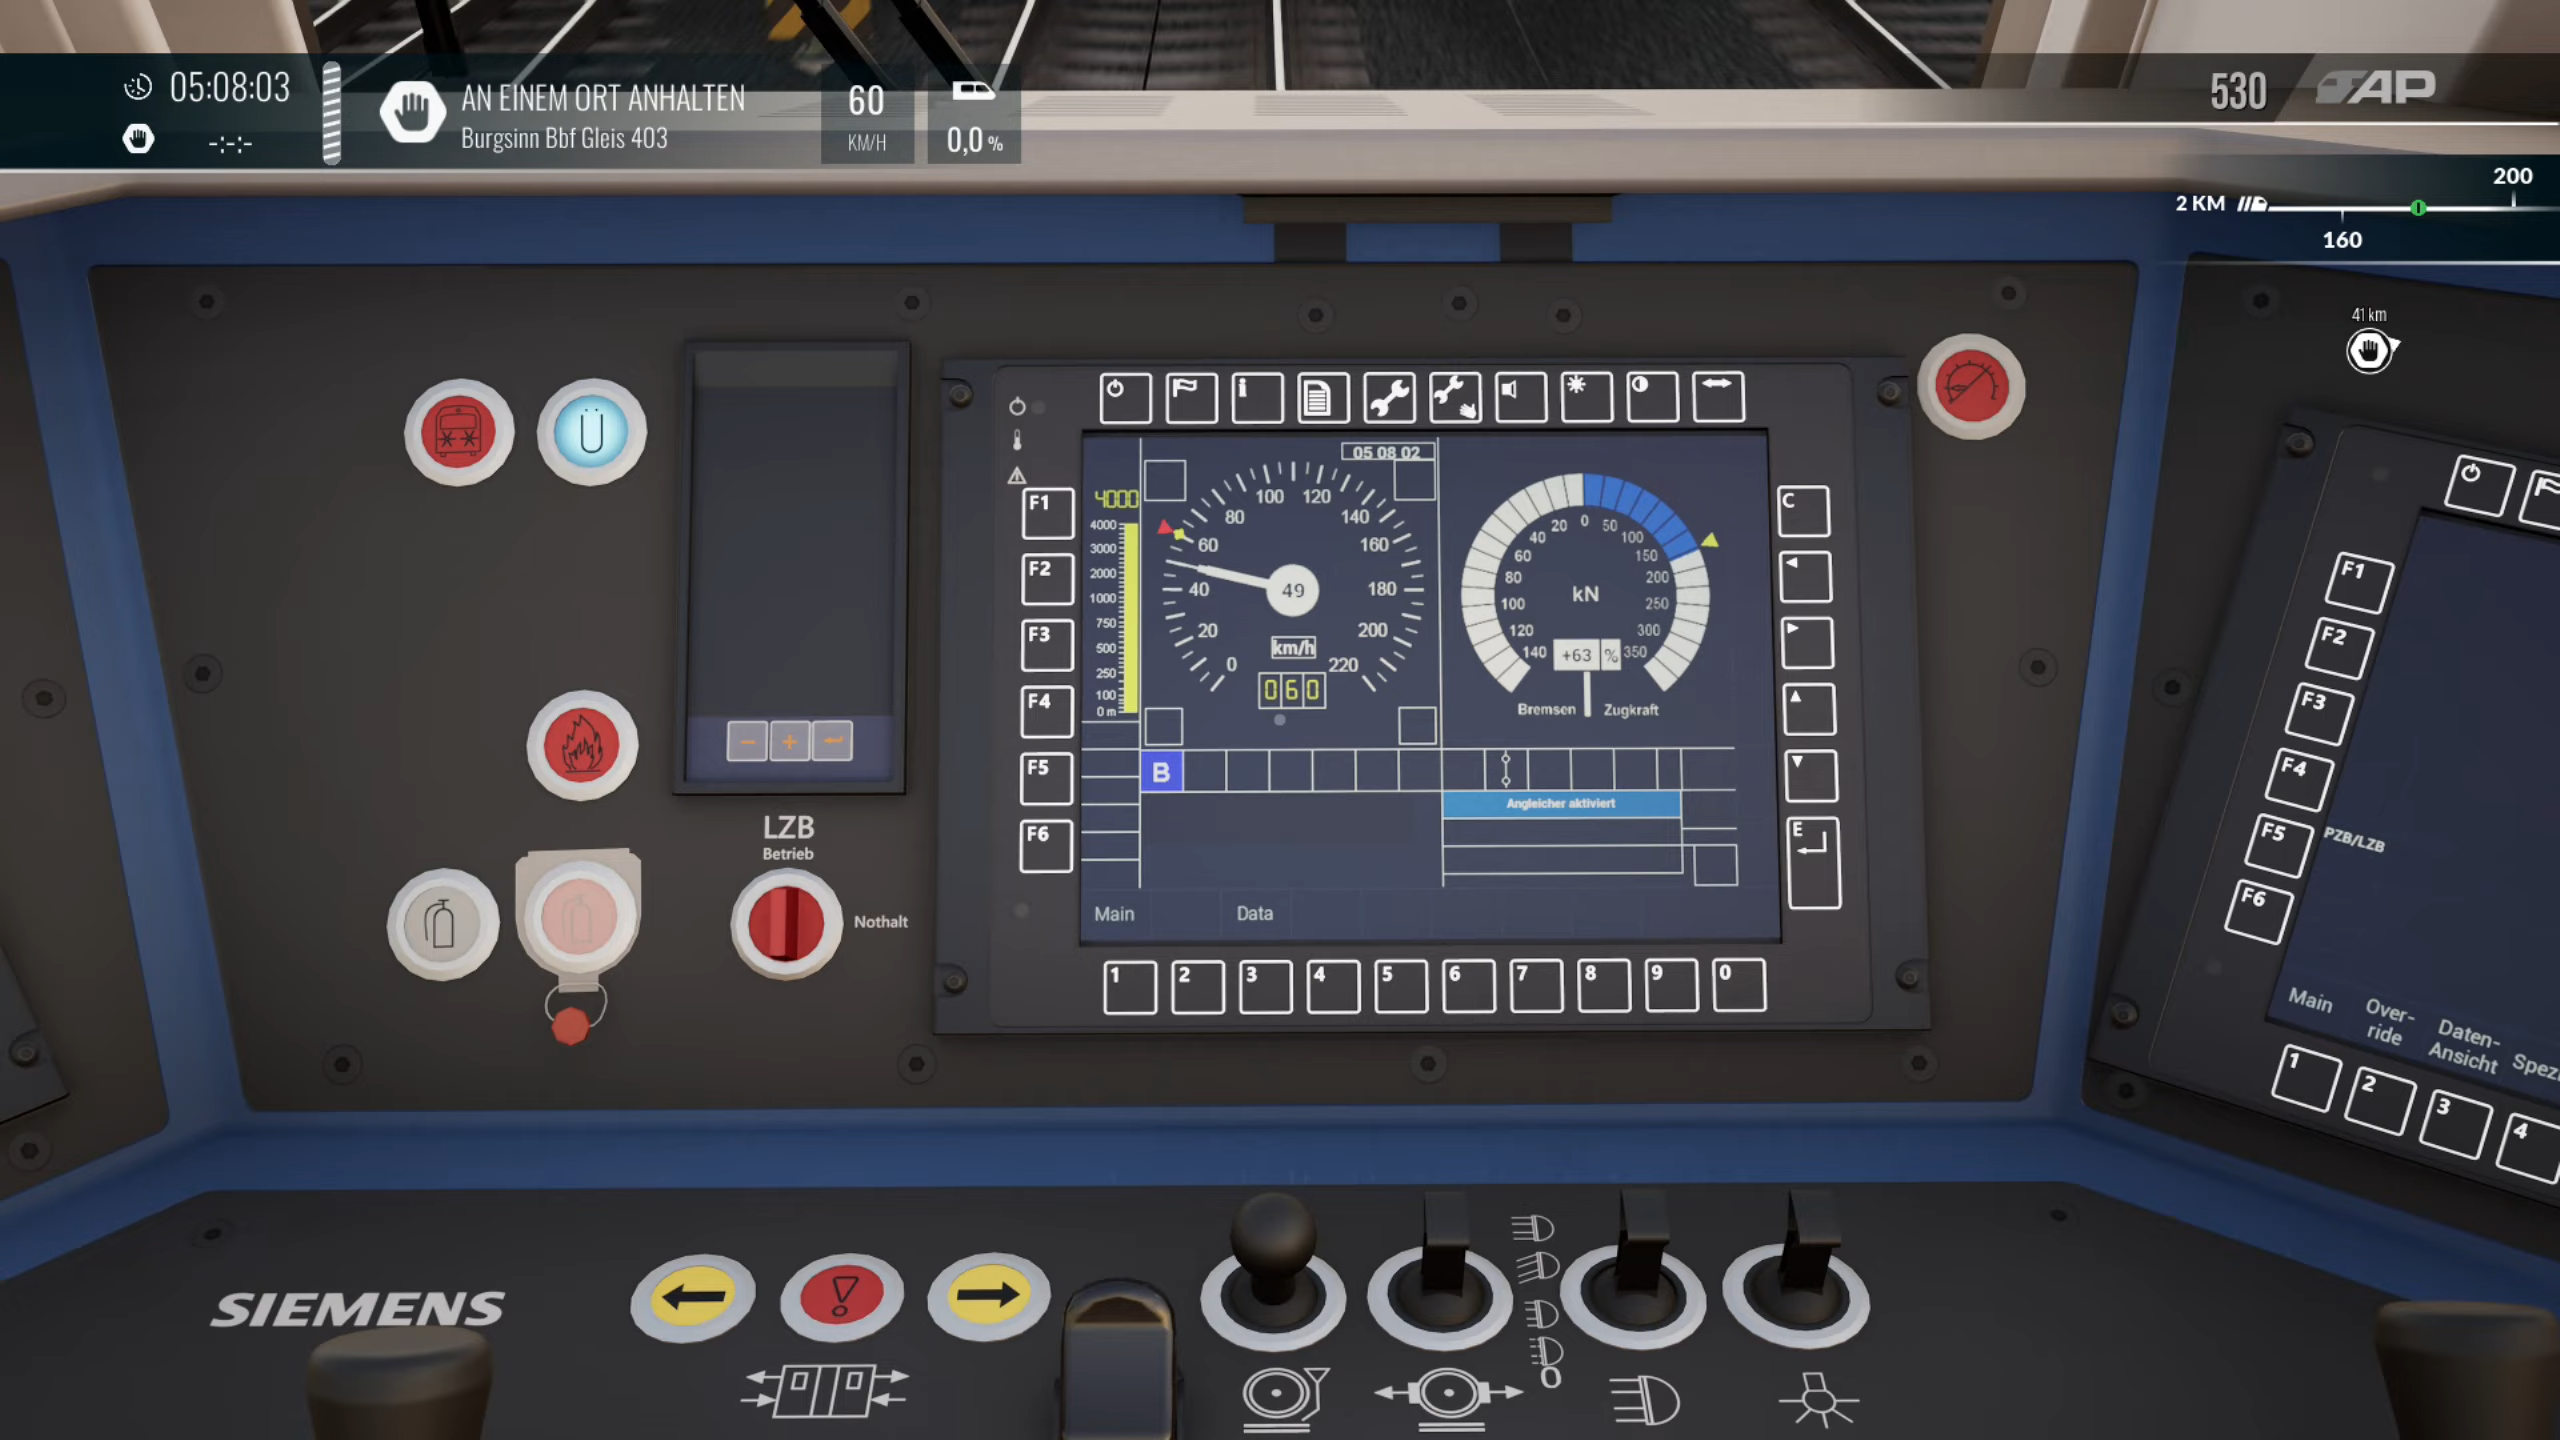 05:08:03
-:-:-
AN EINEM ORT ANHALTEN
Burgsinn Bbf Gleis 403
60
KM/H
0,0 %
530
TAP
200
2 KM
160
41 km
Ü
LZB
Betrieb
Nothalt
i
F1
F2
F3
F4
F5
F6
05 08 02
4000
4000
3000
2000
1000
750
500
250
100
0 m
0
20
40
60
80
100
120
140
160
180
200
220
49
km/h
060
140
120
100
80
60
40
20
0
50
100
150
200
250
300
350
kN
+63 %
Bremsen
Zugkraft
B
Angleicher aktiviert
Main
Data
C
E
1
2
3
4
5
6
7
8
9
0
F1
F2
F3
F4
F5
F6
PZB/LZB
Main
Over-
ride
Daten-
Ansicht
Spezi
1
2
3
4
SIEMENS
0